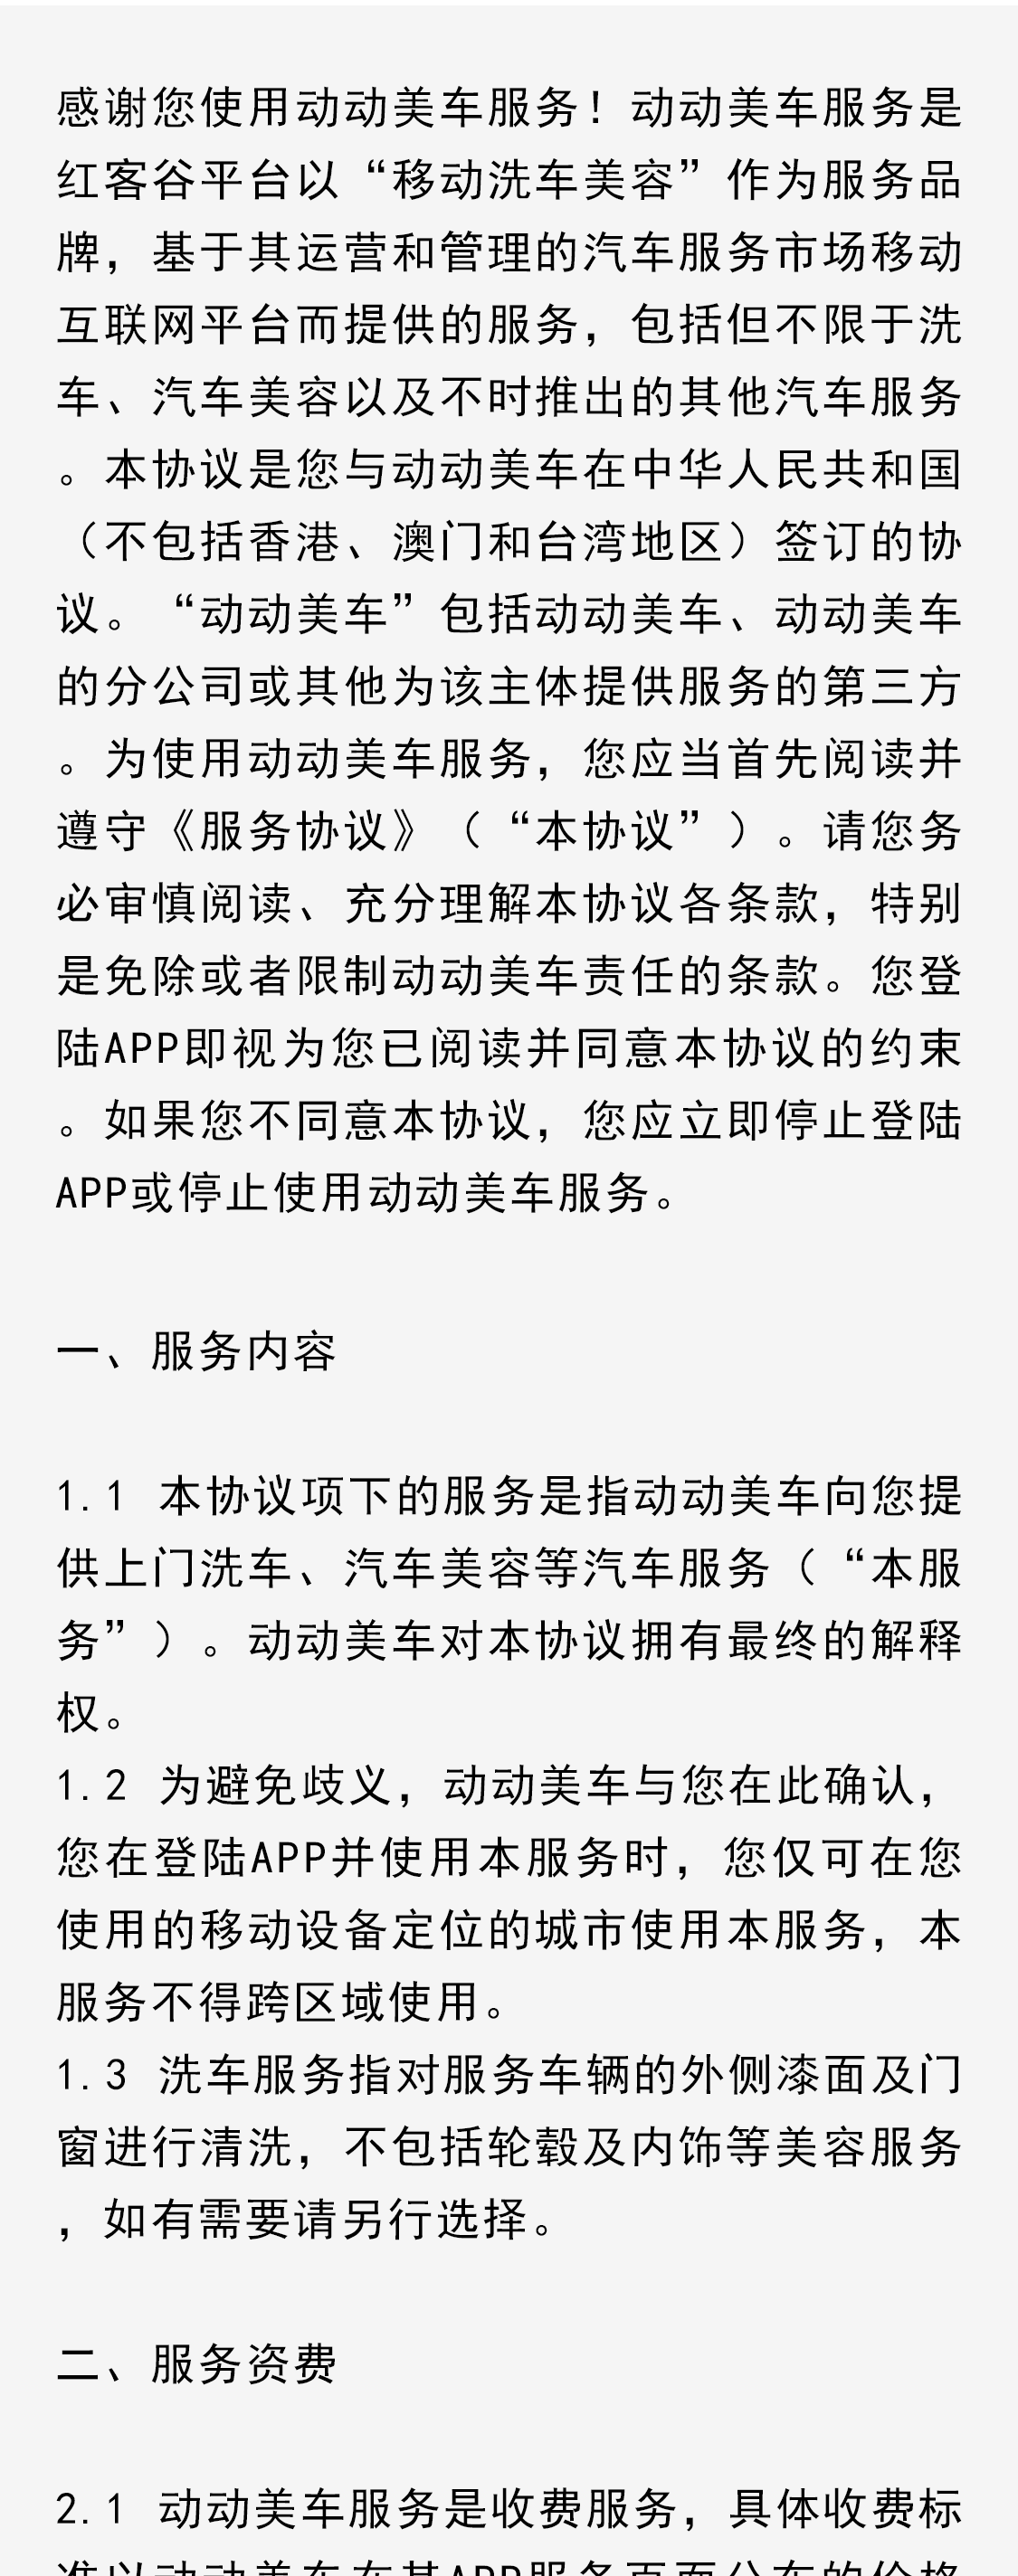 感谢您使用动动美车服务！动动美车服务是
红客谷平台以“移动洗车美容”作为服务品
牌，基于其运营和管理的汽车服务市场移动
互联网平台而提供的服务，包括但不限于洗
车、汽车美容以及不时推出的其他汽车服务
。本协议是您与动动美车在中华人民共和国
（不包括香港、澳门和台湾地区）签订的协
议。“动动美车”包括动动美车、动动美车
的分公司或其他为该主体提供服务的第三方
。为使用动动美车服务，您应当首先阅读并
遵守《服务协议》（“本协议”）。请您务
必审慎阅读、充分理解本协议各条款，特别
是免除或者限制动动美车责任的条款。您登
陆APP即视为您已阅读并同意本协议的约束
。如果您不同意本协议，您应立即停止登陆
APP或停止使用动动美车服务。
一、服务内容
1.1 本协议项下的服务是指动动美车向您提
供上门洗车、汽车美容等汽车服务（“本服
务”）。动动美车对本协议拥有最终的解释
权。
1.2 为避免歧义，动动美车与您在此确认，
您在登陆APP并使用本服务时，您仅可在您
使用的移动设备定位的城市使用本服务，本
服务不得跨区域使用。
1.3 洗车服务指对服务车辆的外侧漆面及门
窗进行清洗，不包括轮毂及内饰等美容服务
，如有需要请另行选择。
二、服务资费
2.1 动动美车服务是收费服务，具体收费标
准以动动美车在其APP服务页面公布的价格